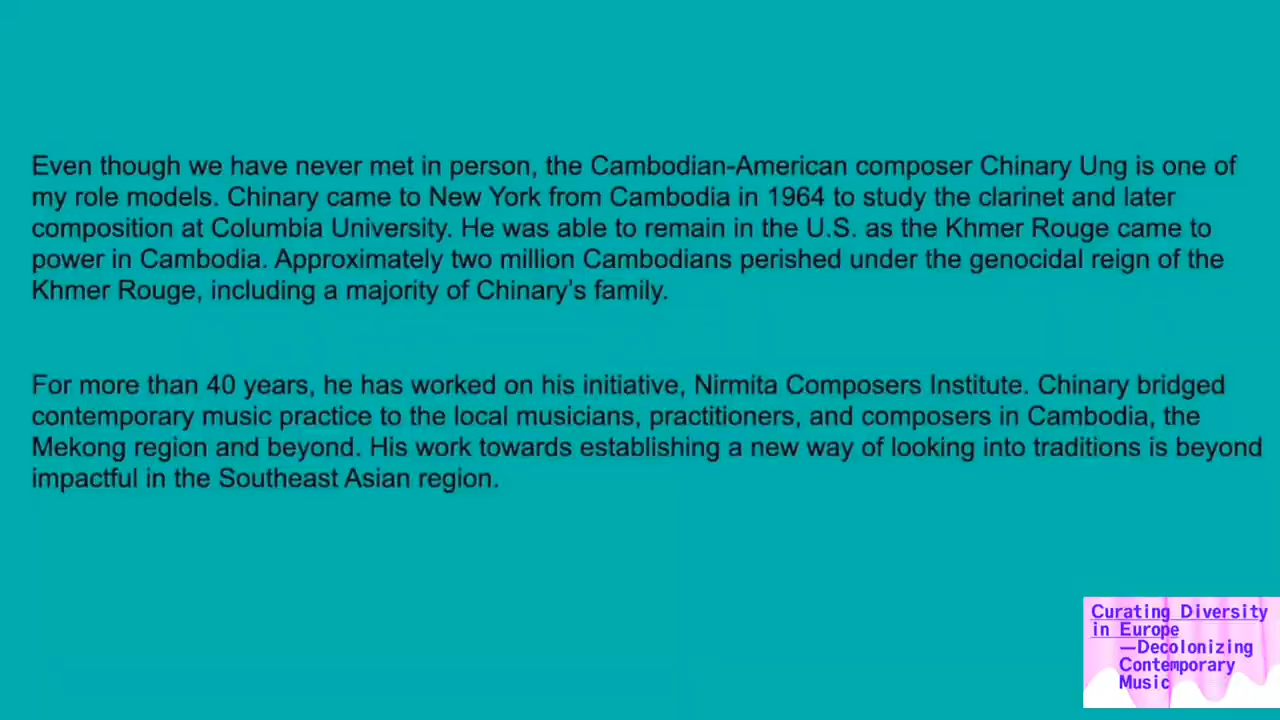 Even though we have never met in person, the Cambodian-American composer Chinary Ung is one of
my role models. Chinary came to New York from Cambodia in 1964 to study the clarinet and later
composition at Columbia University. He was able to remain in the U.S. as the Khmer Rouge came to
power in Cambodia. Approximately two million Cambodians perished under the genocidal reign of the
Khmer Rouge, including a majority of Chinary's family.
For more than 40 years, he has worked on his initiative, Nirmita Composers Institute. Chinary bridged
contemporary music practice to the local musicians, practitioners, and composers in Cambodia, the
Mekong region and beyond. His work towards establishing a new way of looking into traditions is beyond
impactful in the Southeast Asian region.
Curating Diversity
in Europe
—Decolonizing
Contemporary
Music